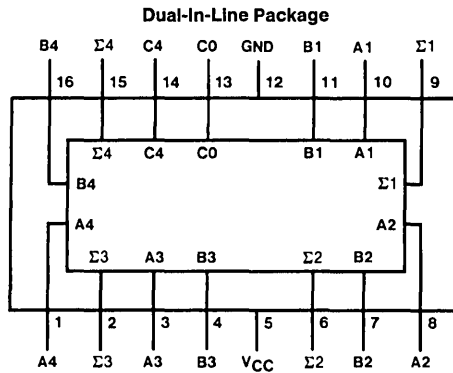 Dual-In-Line Package
B4 Σ4 C4 C0 GND B1 A1 Σ1
16 15 14 13 12 11 10 9
Σ4 C4 C0 B1 A1
B4 Σ1
A4 A2
Σ3 A3 B3 Σ2 B2
1 2 3 4 5 6 7 8
A4 Σ3 A3 B3 VCC Σ2 B2 A2